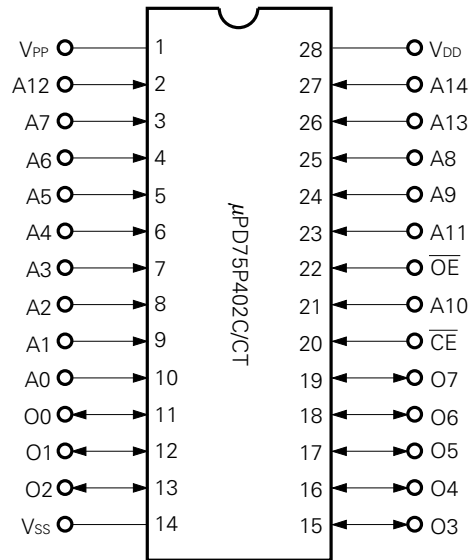 VPP 1 28 VDD
A12 2 27 A14
A7 3 26 A13
A6 4 25 A8
A5 5 24 A9
A4 6 23 A11
A3 7 22 O̅E̅
A2 8 21 A10
A1 9 20 C̅E̅
A0 10 19 O7
O0 11 18 O6
O1 12 17 O5
O2 13 16 O4
VSS 14 15 O3
μPD75P402C/CT